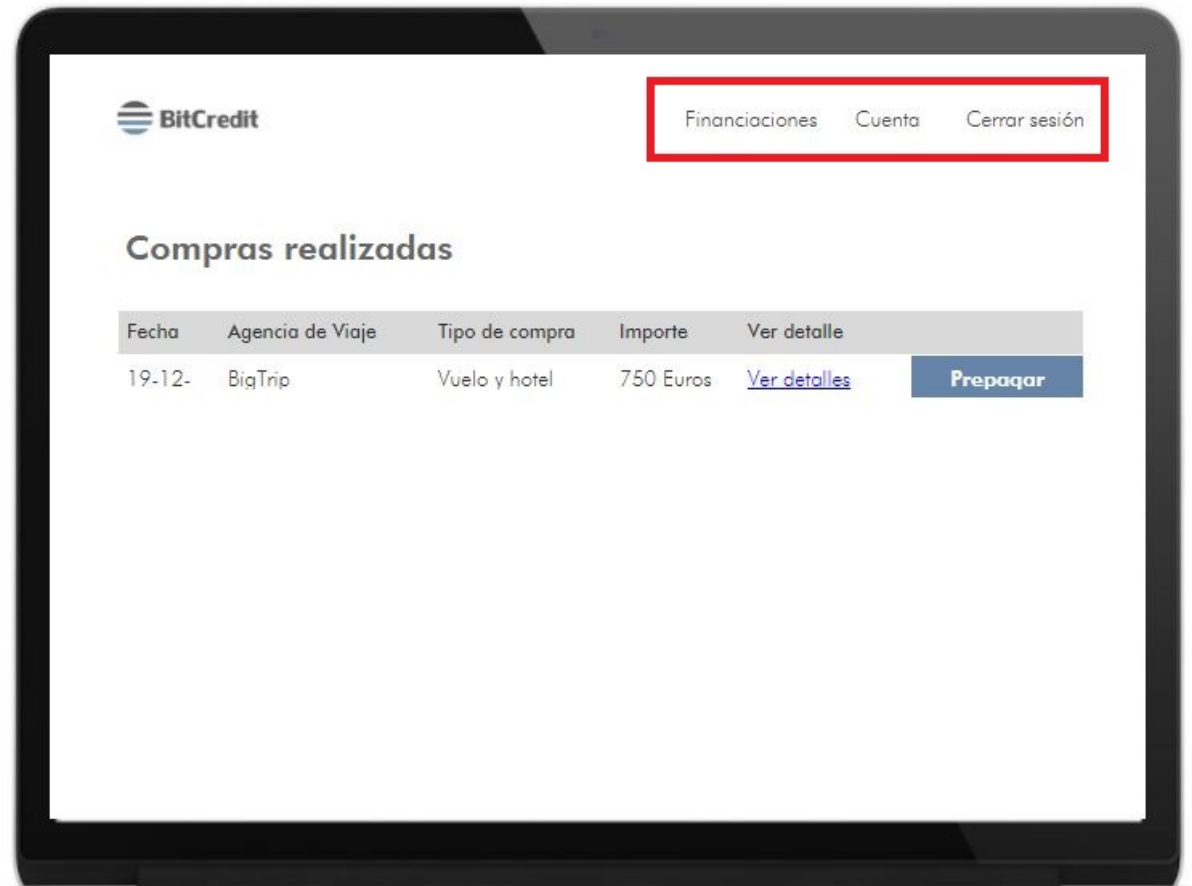 BitCredit
Financiaciones Cuenta Cerrar sesión
Compras realizadas
Fecha Agencia de Viaje Tipo de compra Importe Ver detalle
19-12- BigTrip Vuelo y hotel 750 Euros Ver detalles Prepagar